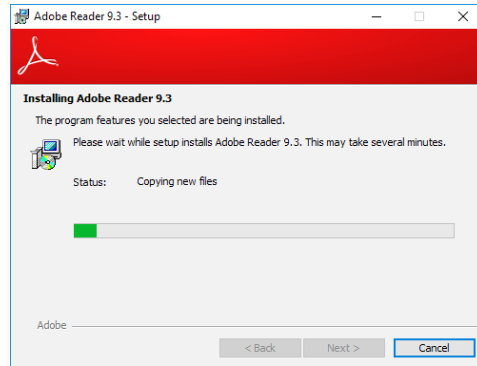 Adobe Reader 9.3 - Setup
Installing Adobe Reader 9.3
The program features you selected are being installed.
Please wait while setup installs Adobe Reader 9.3. This may take several minutes.
Status: Copying new files
Adobe
< Back Next > Cancel